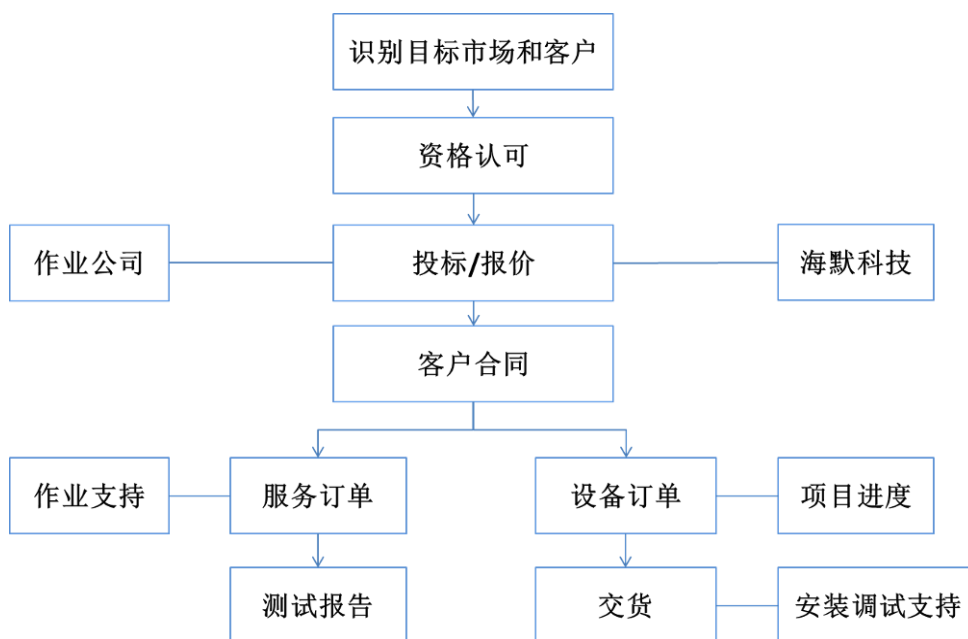 识别目标市场和客户
资格认可
作业公司
投标/报价
海默科技
客户合同
作业支持
服务订单
设备订单
项目进度
测试报告
交货
安装调试支持